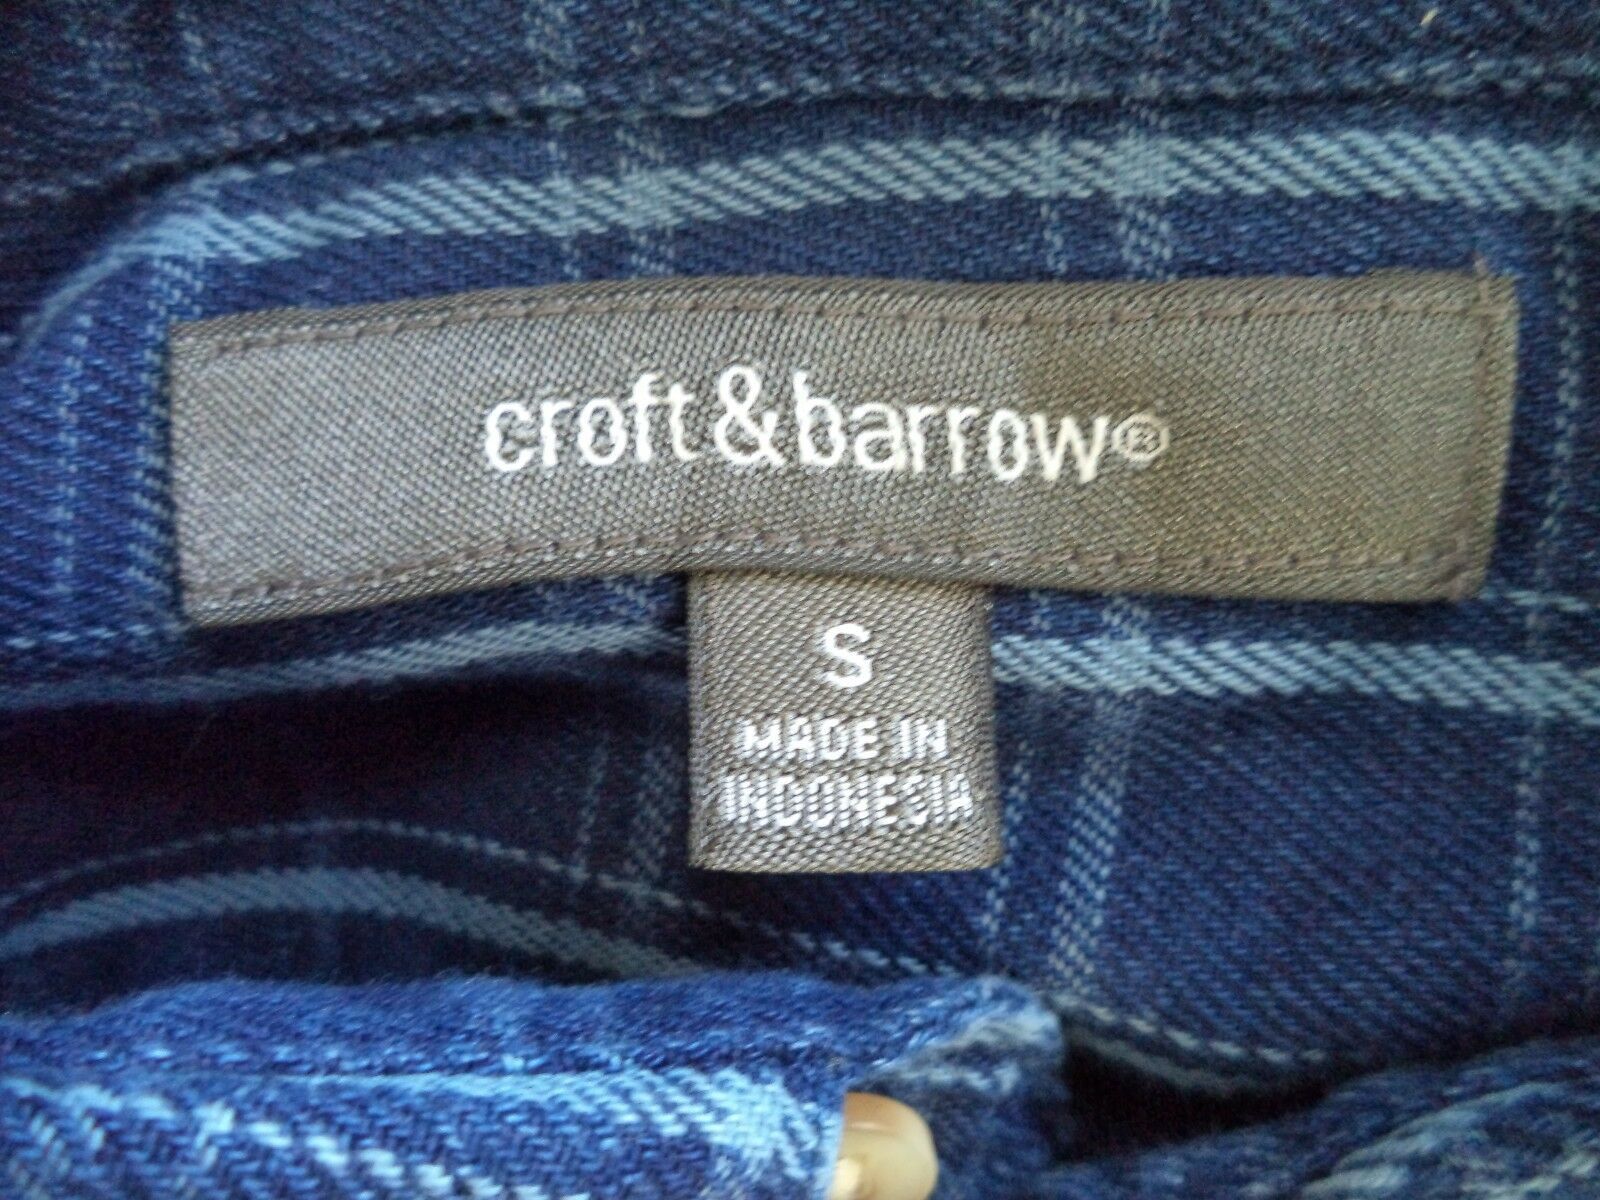 croft & barrow®
S
MADE IN
INDONESIA